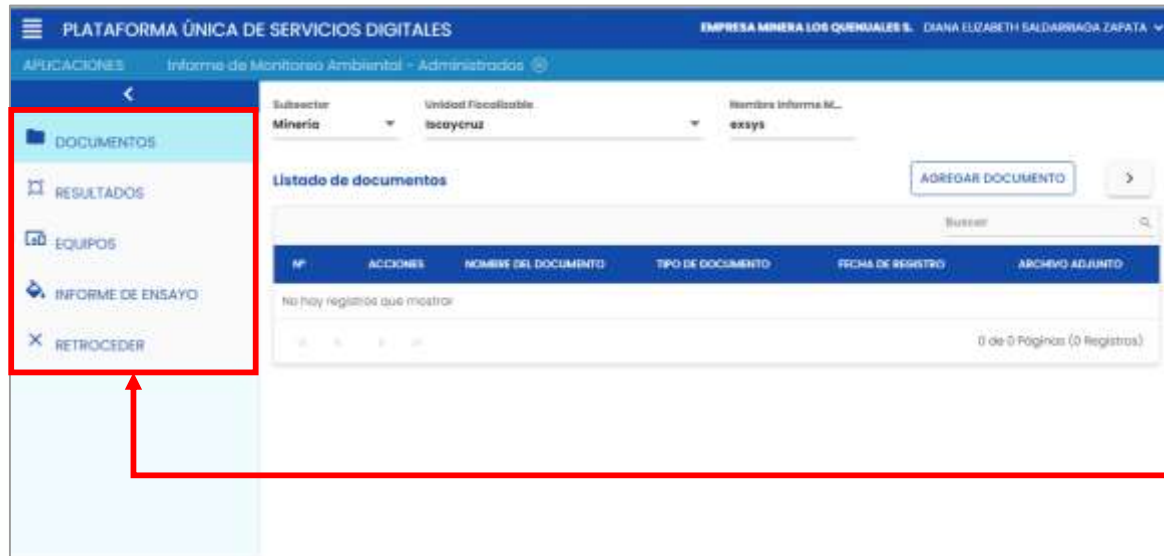 PLATAFORMA ÚNICA DE SERVICIOS DIGITALES
EMPRESA MINERA LOS QUENUALES S. DIANA ELIZABETH SALDARRIAGA ZAPATA
APLICACIONES Informe de Monitoreo Ambiental - Administrados
DOCUMENTOS
RESULTADOS
EQUIPOS
INFORME DE ENSAYO
RETROCEDER
Subsector Unidad Fiscalizable Nombre Informe M...
Minería Iscaycruz exsys
Listado de documentos AGREGAR DOCUMENTO
Buscar
Nº ACCIONES NOMBRE DEL DOCUMENTO TIPO DE DOCUMENTO FECHA DE REGISTRO ARCHIVO ADJUNTO
No hay registros que mostrar
0 de 0 Páginas (0 Registros)